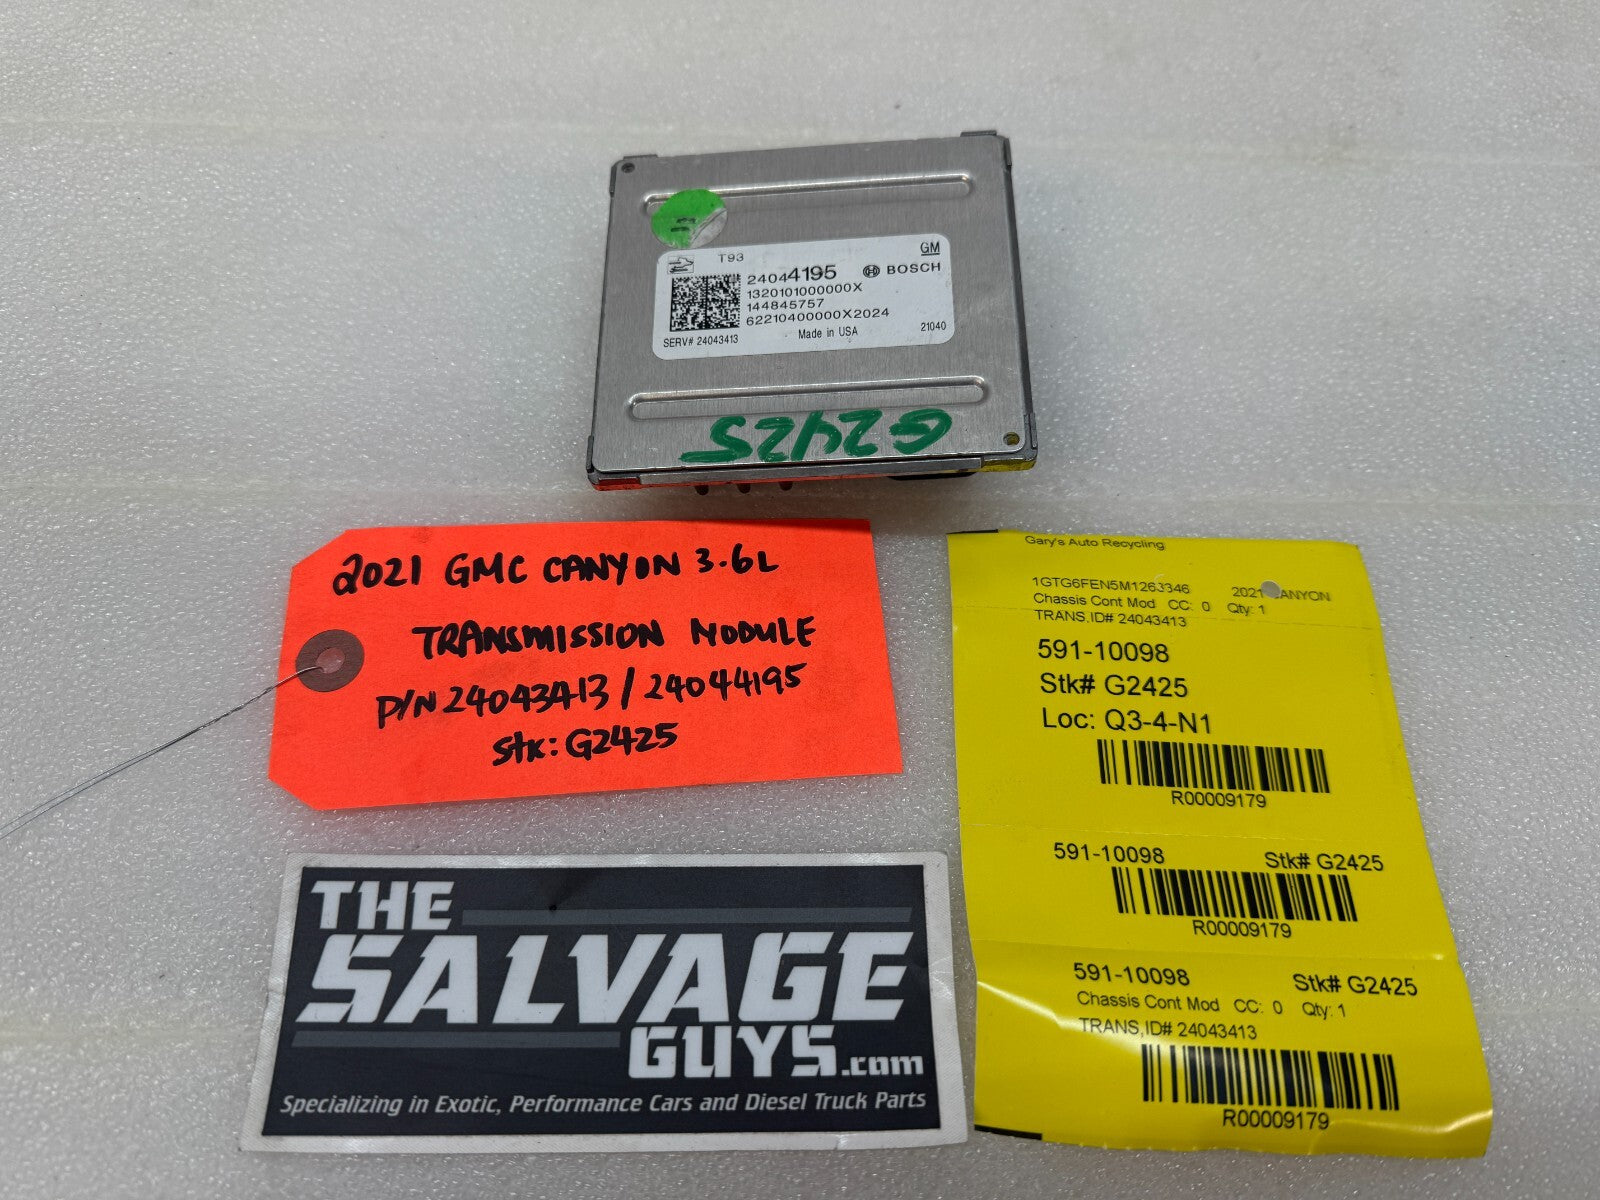 T93
GM
24044195
BOSCH
1320101000000X
144845757
62210400000X2024
SERV# 24043413
Made in USA
21040
G2425
2021 GMC CANYON 3.6L
TRANSMISSION MODULE
P/N 24043413 / 24044195
stk: G2425
THE
SALVAGE
GUYS.com
Specializing in Exotic, Performance Cars and Diesel Truck Parts
Gary's Auto Recycling
1GTG6FEN5M1263346 2021 ANYON
Chassis Cont Mod CC: 0 Qty: 1
TRANS,ID# 24043413
591-10098
Stk# G2425
Loc: Q3-4-N1
R00009179
591-10098 Stk# G2425
R00009179
591-10098 Stk# G2425
Chassis Cont Mod CC: 0 Qty: 1
TRANS,ID# 24043413
R00009179